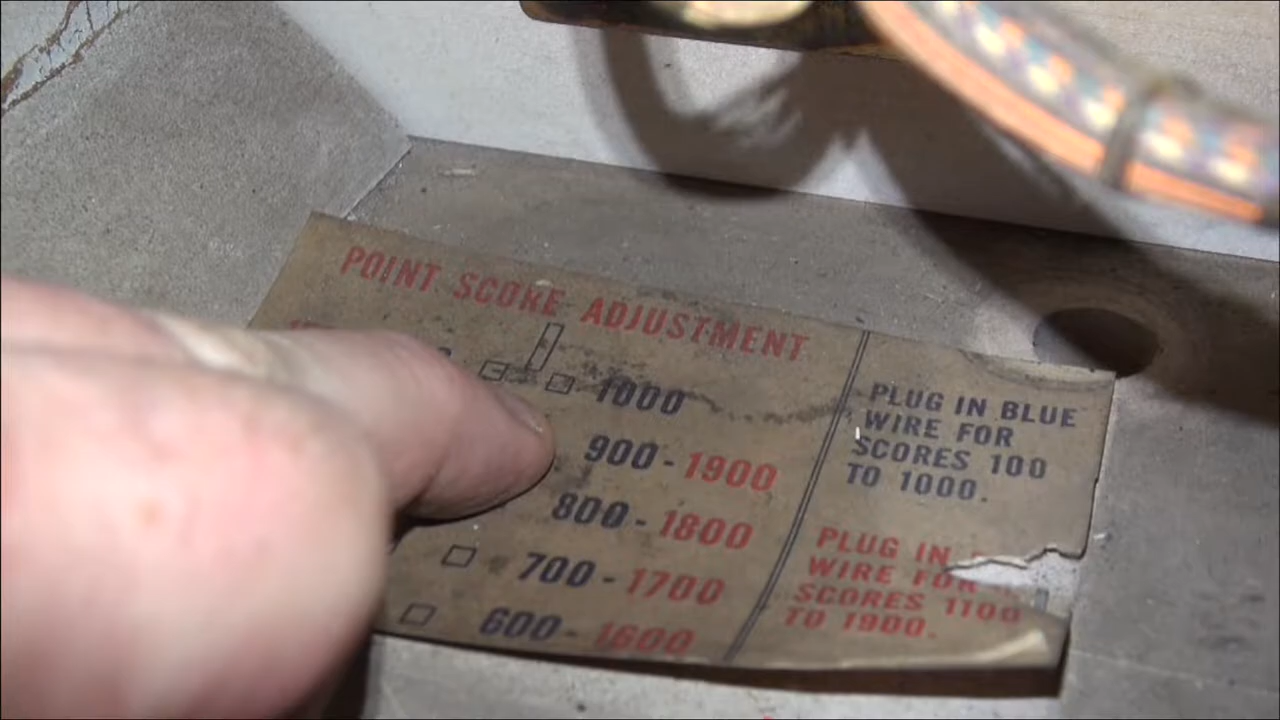 POINT SCORE ADJUSTMENT
1000
900-1900
800-1800
700-1700
600-1600
PLUG IN BLUE
WIRE FOR
SCORES 100
TO 1000.
PLUG IN
WIRE FOR
SCORES 1100
TO 1900.